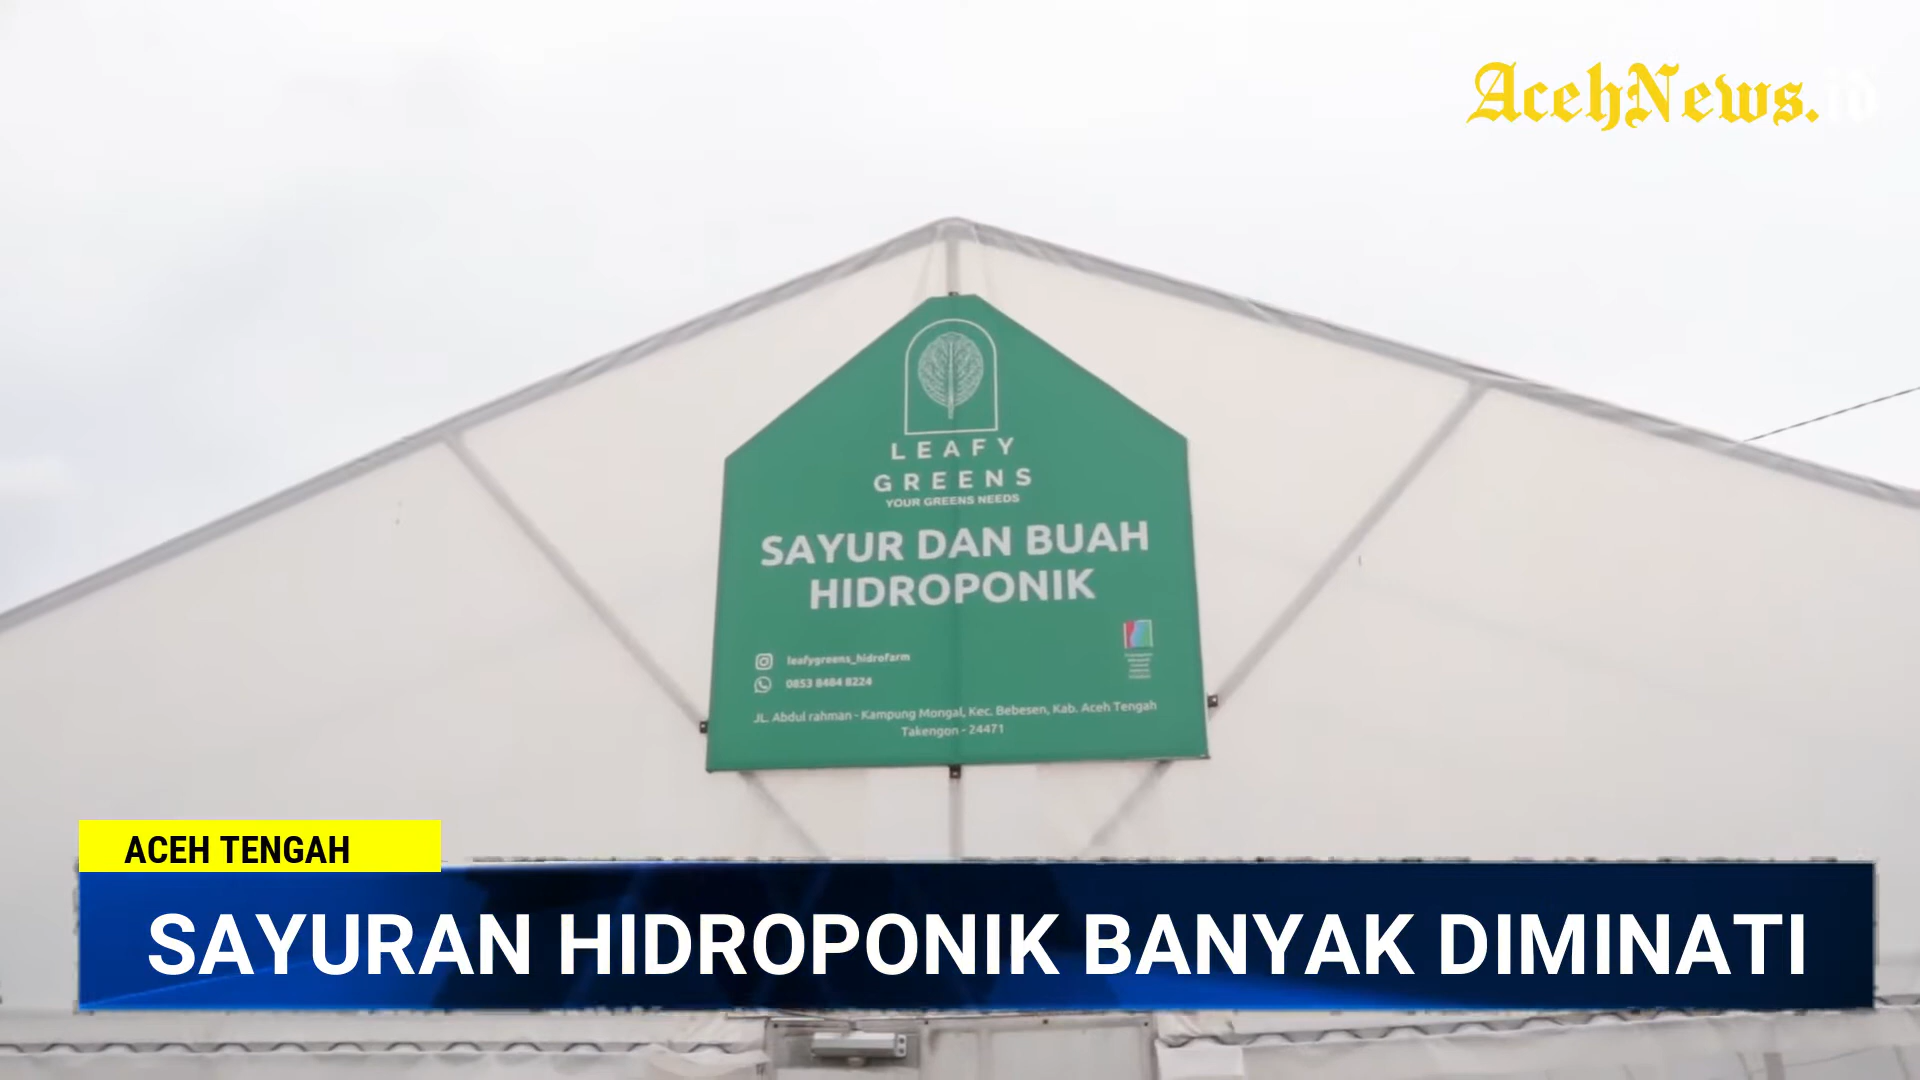 AcehNews.id
LEAFY
GREENS
YOUR GREENS NEEDS
SAYUR DAN BUAH
HIDROPONIK
leafygreens_hidrofarm
0853 8484 8224
JL. Abdul rahman - Kampung Mongal, Kec. Bebesen, Kab. Aceh Tengah
Takengon - 24471
ACEH TENGAH
SAYURAN HIDROPONIK BANYAK DIMINATI